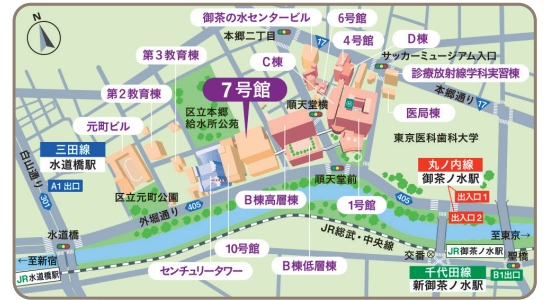 N
御茶の水センタービル
本郷二丁目
6号館
17
4号館
D棟
サッカーミュージアム入口
第3教育棟
C棟
診療放射線学科実習棟
本郷通り
17
第2教育棟
7号館
元町ビル
区立本郷
給水所公苑
順天堂横
医局棟
東京医科歯科大学
三田線
水道橋駅
A1 出口
白山通り
301
丸ノ内線
御茶ノ水駅
出入口 1
出入口 2
順天堂前
区立元町公園
B棟高層棟
1号館
外堀通り
405
405
水道橋
10号館
JR総武・中央線
交番
JR御茶ノ水駅
至東京→
聖橋
←至新宿
JR水道橋駅
センチュリータワー
B棟低層棟
千代田線
新御茶ノ水駅
B1出口